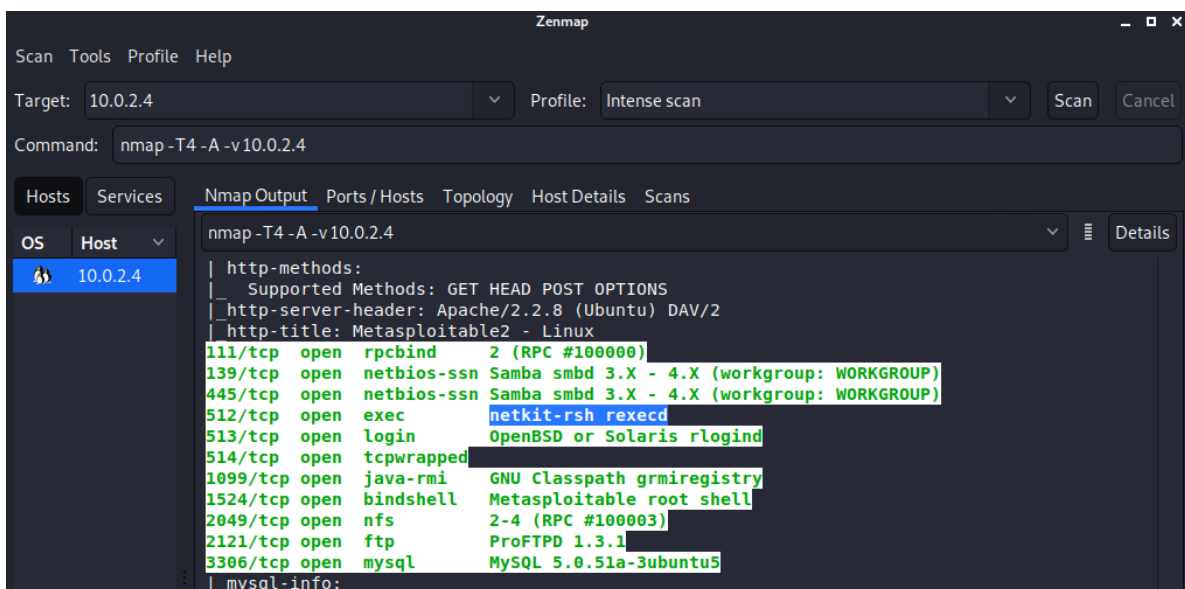 Zenmap
Scan Tools Profile Help
Target: 10.0.2.4 Profile: Intense scan Scan Cancel
Command: nmap -T4 -A -v 10.0.2.4
Hosts Services Nmap Output Ports / Hosts Topology Host Details Scans
OS Host nmap -T4 -A -v 10.0.2.4 Details
10.0.2.4
| http-methods:
|_  Supported Methods: GET HEAD POST OPTIONS
|_http-server-header: Apache/2.2.8 (Ubuntu) DAV/2
|_http-title: Metasploitable2 - Linux
111/tcp  open  rpcbind     2 (RPC #100000)
139/tcp  open  netbios-ssn Samba smbd 3.X - 4.X (workgroup: WORKGROUP)
445/tcp  open  netbios-ssn Samba smbd 3.X - 4.X (workgroup: WORKGROUP)
512/tcp  open  exec        netkit-rsh rexecd
513/tcp  open  login       OpenBSD or Solaris rlogind
514/tcp  open  tcpwrapped
1099/tcp open  java-rmi    GNU Classpath grmiregistry
1524/tcp open  bindshell   Metasploitable root shell
2049/tcp open  nfs         2-4 (RPC #100003)
2121/tcp open  ftp         ProFTPD 1.3.1
3306/tcp open  mysql       MySQL 5.0.51a-3ubuntu5
| mysql-info: